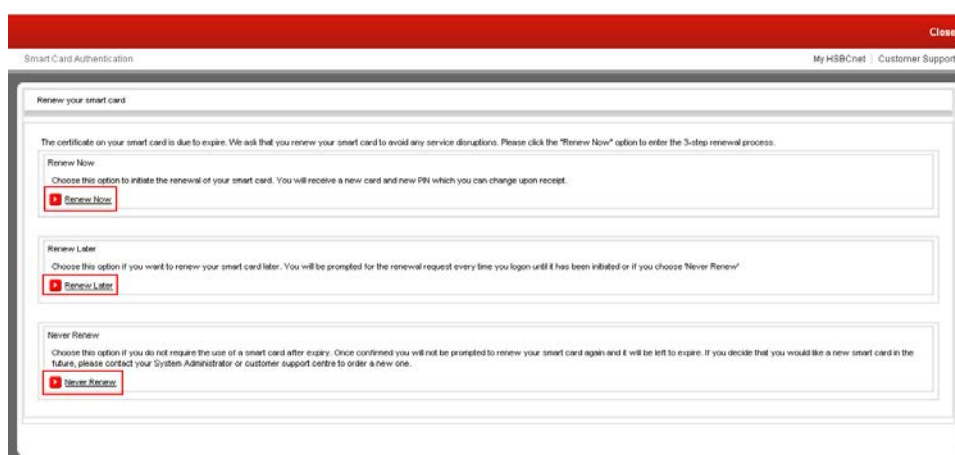 Close
Smart Card Authentication
My HSBCnet | Customer Support
Renew your smart card
The certificate on your smart card is due to expire. We ask that you renew your smart card to avoid any service disruptions. Please click the "Renew Now" option to enter the 3-step renewal process.
Renew Now
Choose this option to initiate the renewal of your smart card. You will receive a new card and new PIN which you can change upon receipt.
Renew Now
Renew Later
Choose this option if you want to renew your smart card later. You will be prompted for the renewal request every time you logon until it has been initiated or if you choose 'Never Renew'
Renew Later
Never Renew
Choose this option if you do not require the use of a smart card after expiry. Once confirmed you will not be prompted to renew your smart card again and it will be left to expire. If you decide that you would like a new smart card in the
future, please contact your System Administrator or customer support centre to order a new one.
Never Renew